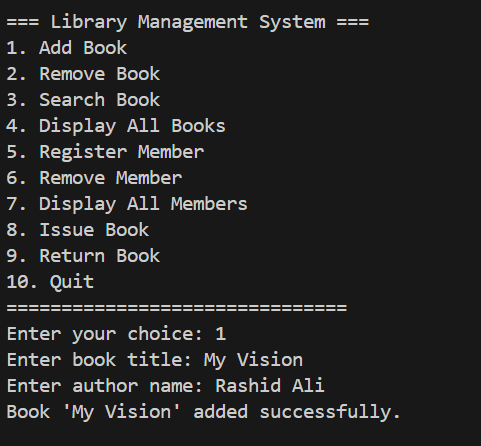 === Library Management System ===
1. Add Book
2. Remove Book
3. Search Book
4. Display All Books
5. Register Member
6. Remove Member
7. Display All Members
8. Issue Book
9. Return Book
10. Quit
===============================
Enter your choice: 1
Enter book title: My Vision
Enter author name: Rashid Ali
Book 'My Vision' added successfully.